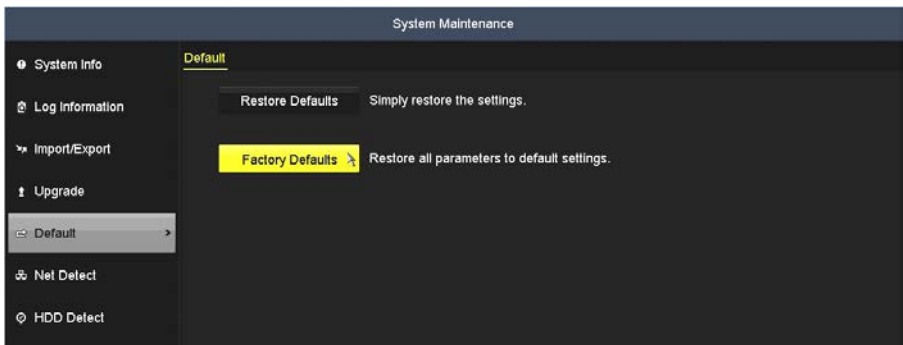 System Maintenance
System Info
Log Information
Import/Export
Upgrade
Default
Net Detect
HDD Detect
Default
Restore Defaults Simply restore the settings.
Factory Defaults Restore all parameters to default settings.